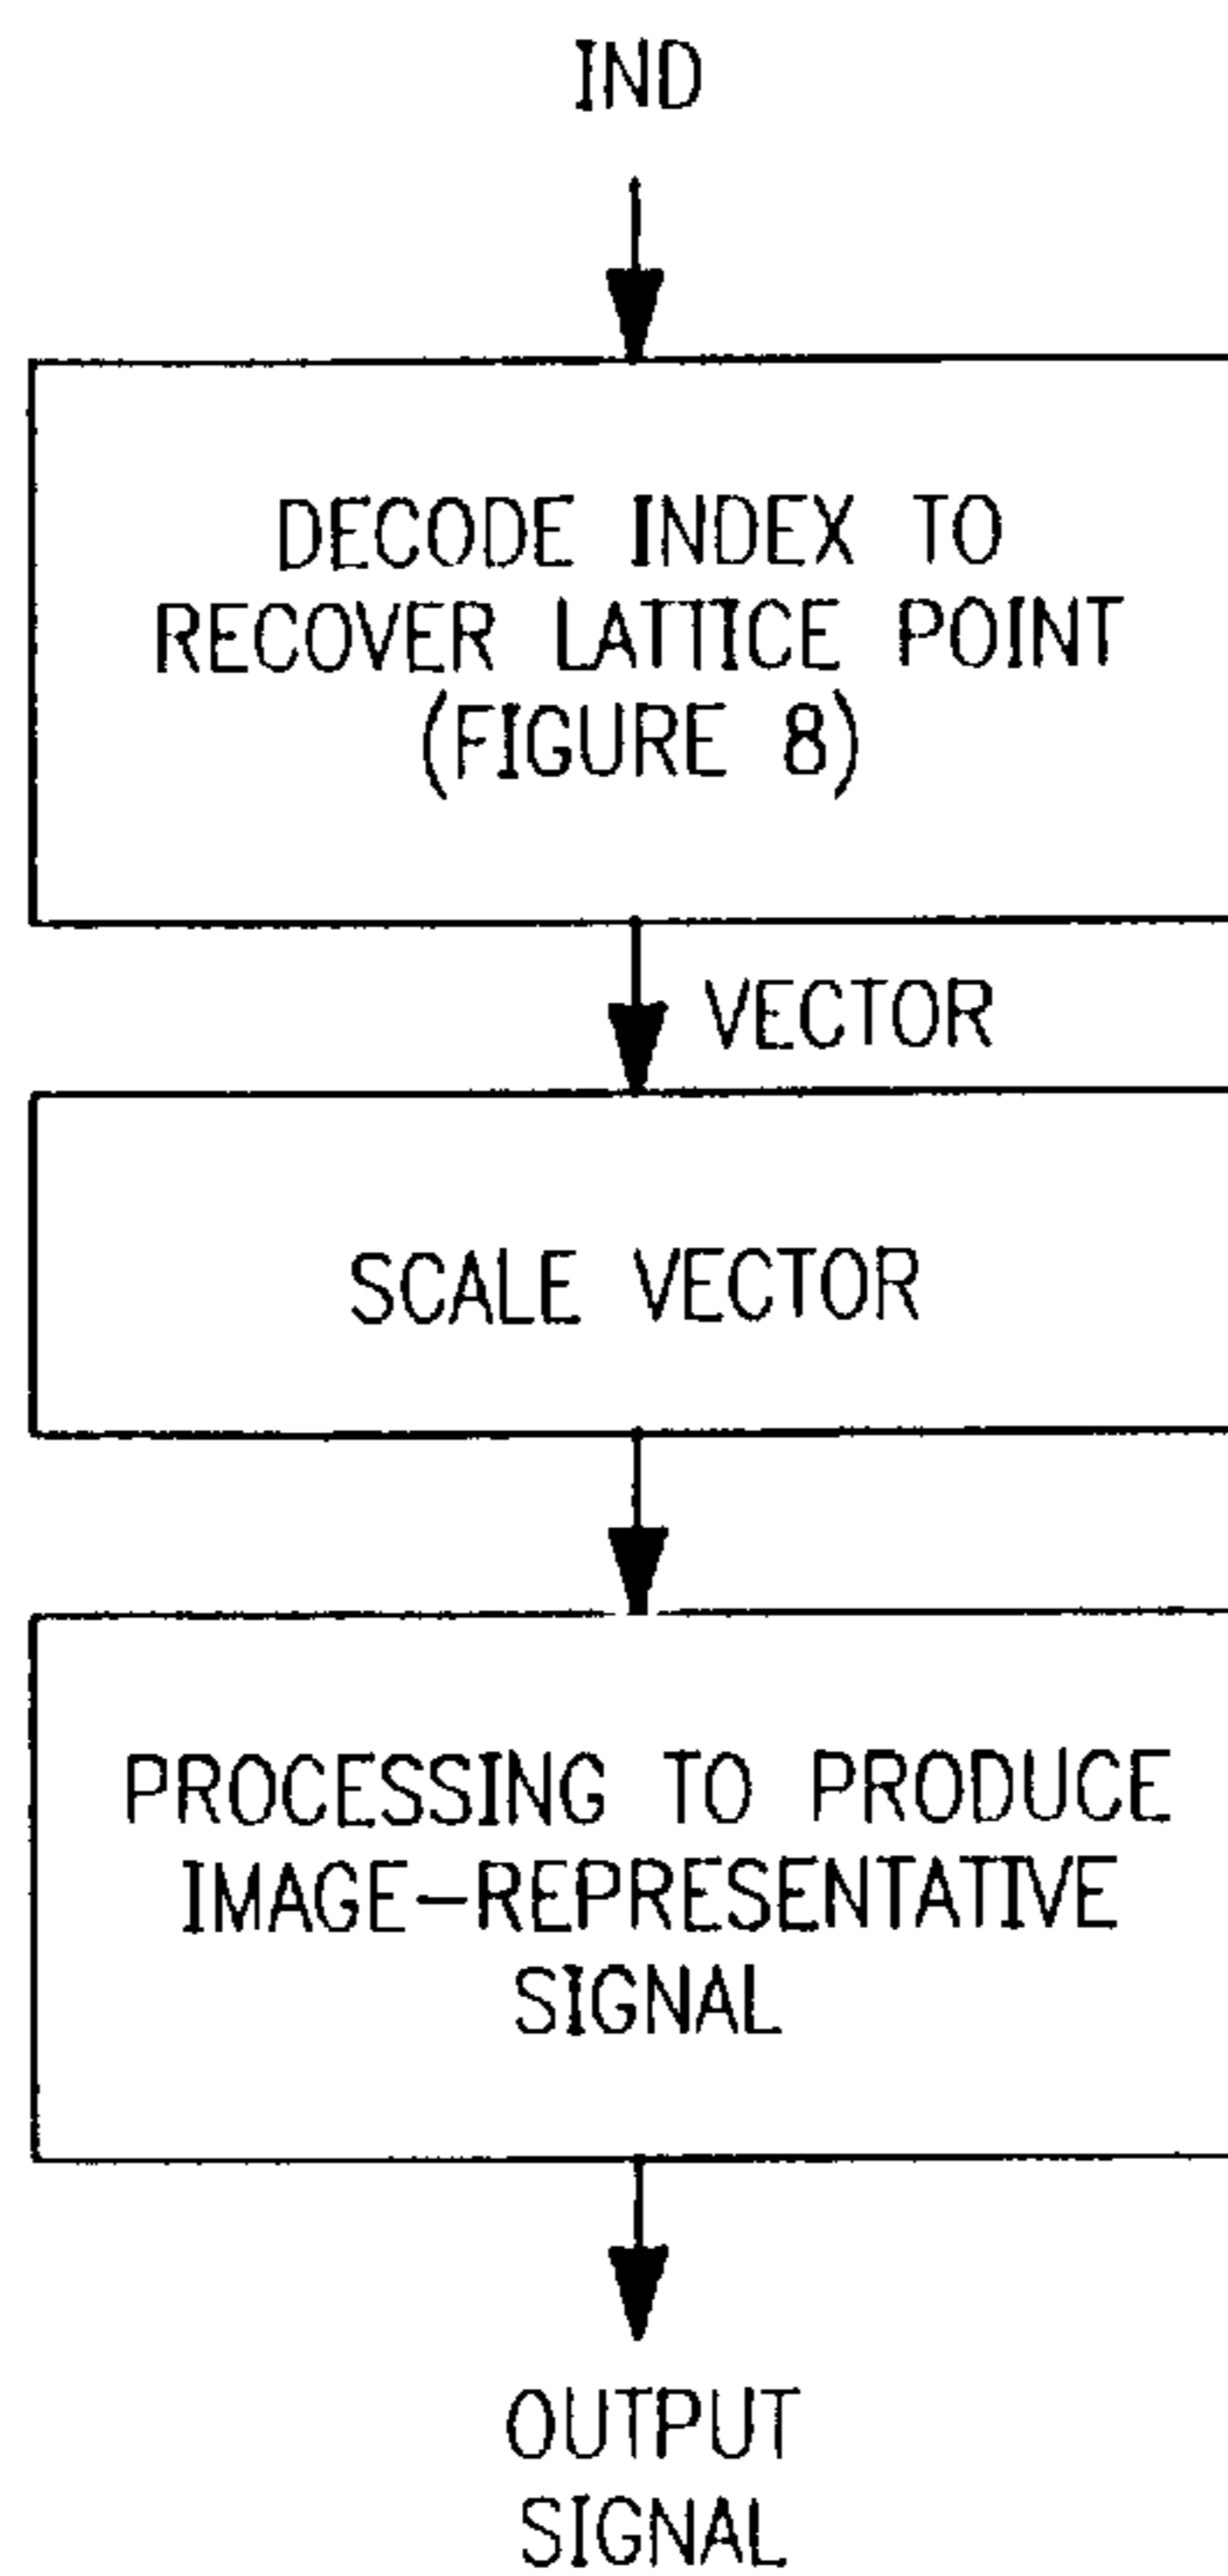 IND
DECODE INDEX TO
RECOVER LATTICE POINT
(FIGURE 8)
VECTOR
SCALE VECTOR
PROCESSING TO PRODUCE
IMAGE-REPRESENTATIVE
SIGNAL
OUTPUT
SIGNAL